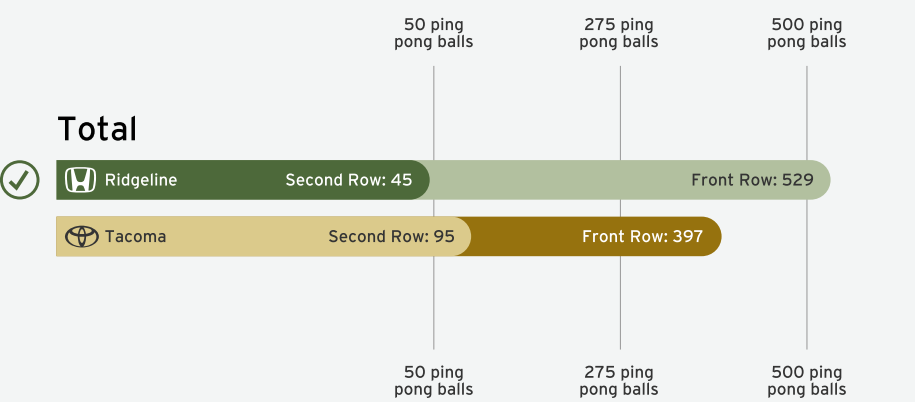 50 ping
pong balls
275 ping
pong balls
500 ping
pong balls
Total
Ridgeline Second Row: 45 Front Row: 529
Tacoma Second Row: 95 Front Row: 397
50 ping
pong balls
275 ping
pong balls
500 ping
pong balls